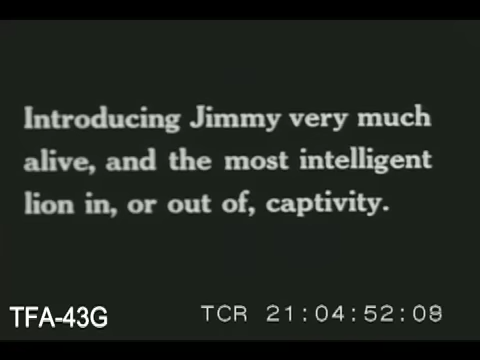 Introducing Jimmy very much
alive, and the most intelligent
lion in, or out of, captivity.
TFA-43G
TCR 21:04:52:08